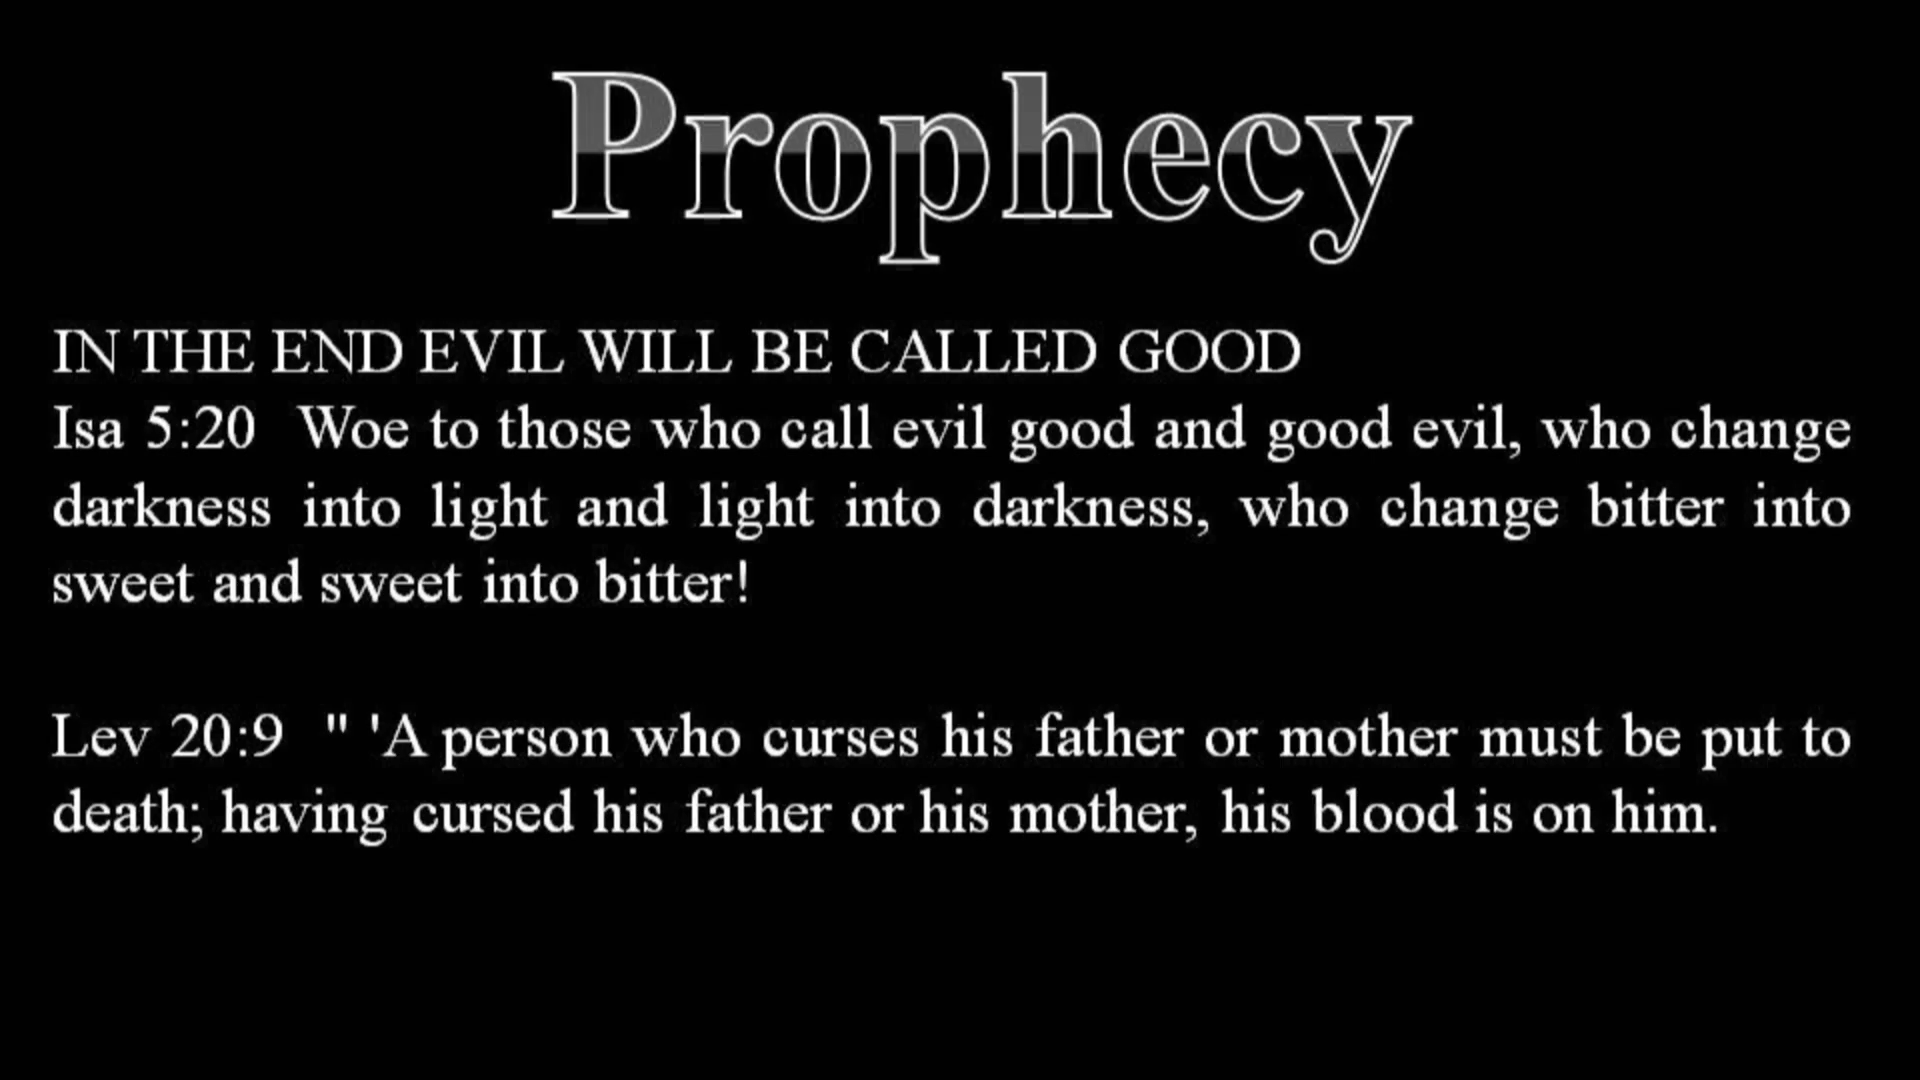 Prophecy
IN THE END EVIL WILL BE CALLED GOOD
Isa 5:20  Woe to those who call evil good and good evil, who change
darkness into light and light into darkness, who change bitter into
sweet and sweet into bitter!
Lev 20:9  " 'A person who curses his father or mother must be put to
death; having cursed his father or his mother, his blood is on him.